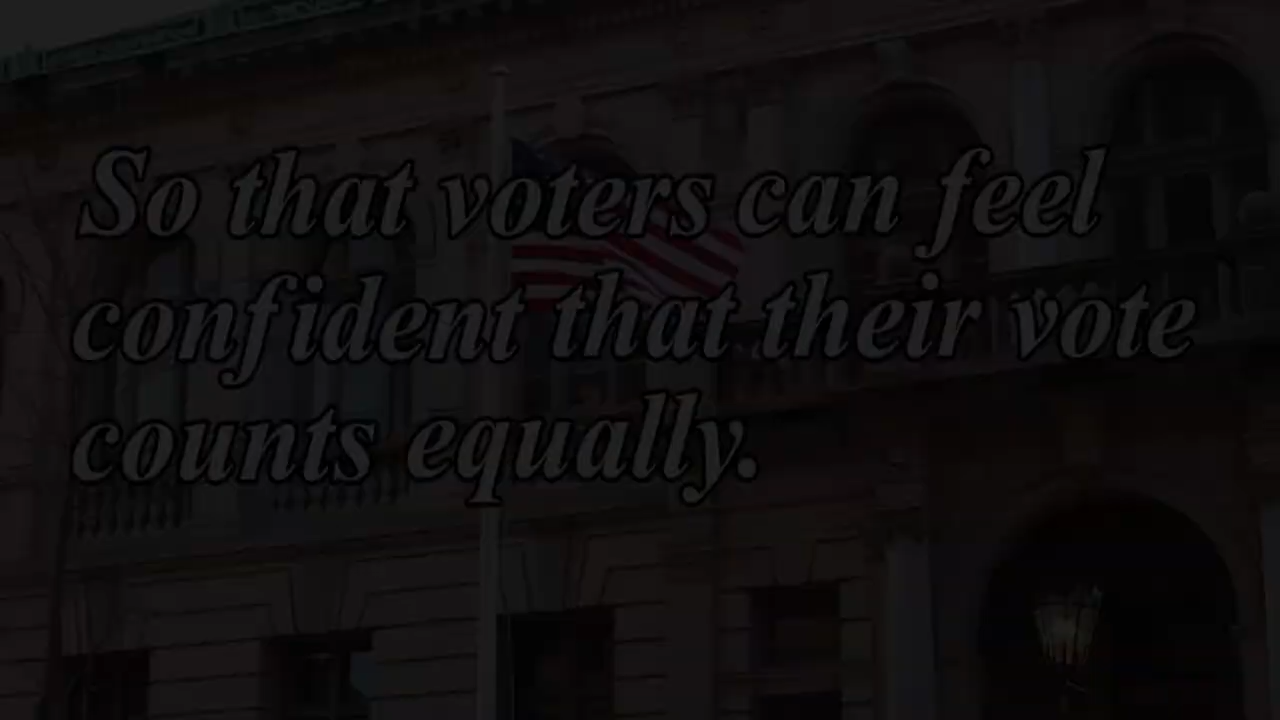 So that voters can feel
confident that their vote
counts equally.